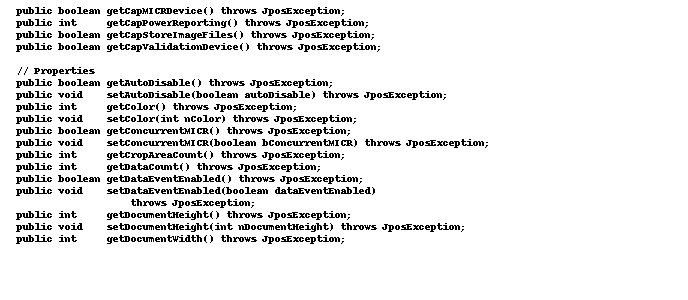 public boolean getCapMICRDevice() throws JposException;
public int     getCapPowerReporting() throws JposException;
public boolean getCapStoreImageFiles() throws JposException;
public boolean getCapValidationDevice() throws JposException;

// Properties
public boolean getAutoDisable() throws JposException;
public void    setAutoDisable(boolean autoDisable) throws JposException;
public int     getColor() throws JposException;
public void    setColor(int nColor) throws JposException;
public boolean getConcurrentMICR() throws JposException;
public void    setConcurrentMICR(boolean bConcurrentMICR) throws JposException;
public int     getCropAreaCount() throws JposException;
public int     getDataCount() throws JposException;
public boolean getDataEventEnabled() throws JposException;
public void    setDataEventEnabled(boolean dataEventEnabled)
                   throws JposException;
public int     getDocumentHeight() throws JposException;
public void    setDocumentHeight(int nDocumentHeight) throws JposException;
public int     getDocumentWidth() throws JposException;